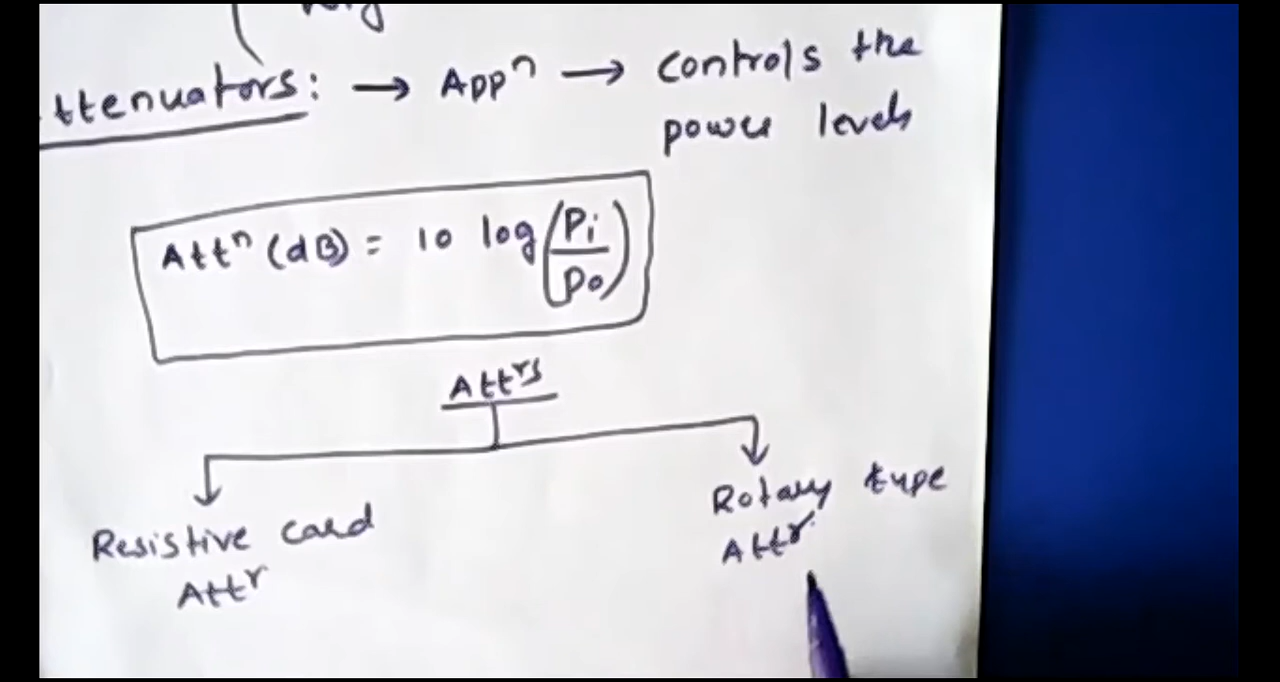 ttenuators: → Appⁿ → controls the
power levels
Attⁿ (dB) = 10 log(Pi/Po)
Attʳˢ
Resistive card
Attʳ
Rotary type
Attʳ